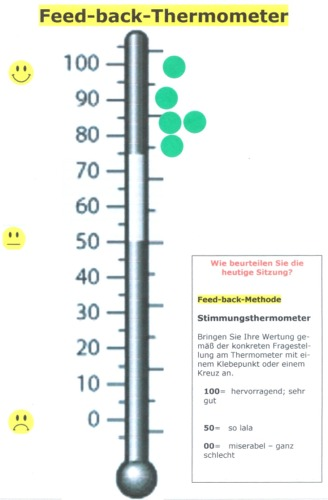 Feed-back-Thermometer
100
90
80
70
60
50
40
30
20
10
0
Wie beurteilen Sie die
heutige Sitzung?
Feed-back-Methode
Stimmungsthermometer
Bringen Sie Ihre Wertung ge-
mäß der konkreten Fragestel-
lung am Thermometer mit ei-
nem Klebepunkt oder einem
Kreuz an.
100= hervorragend; sehr
gut
50= so lala
00= miserabel – ganz
schlecht